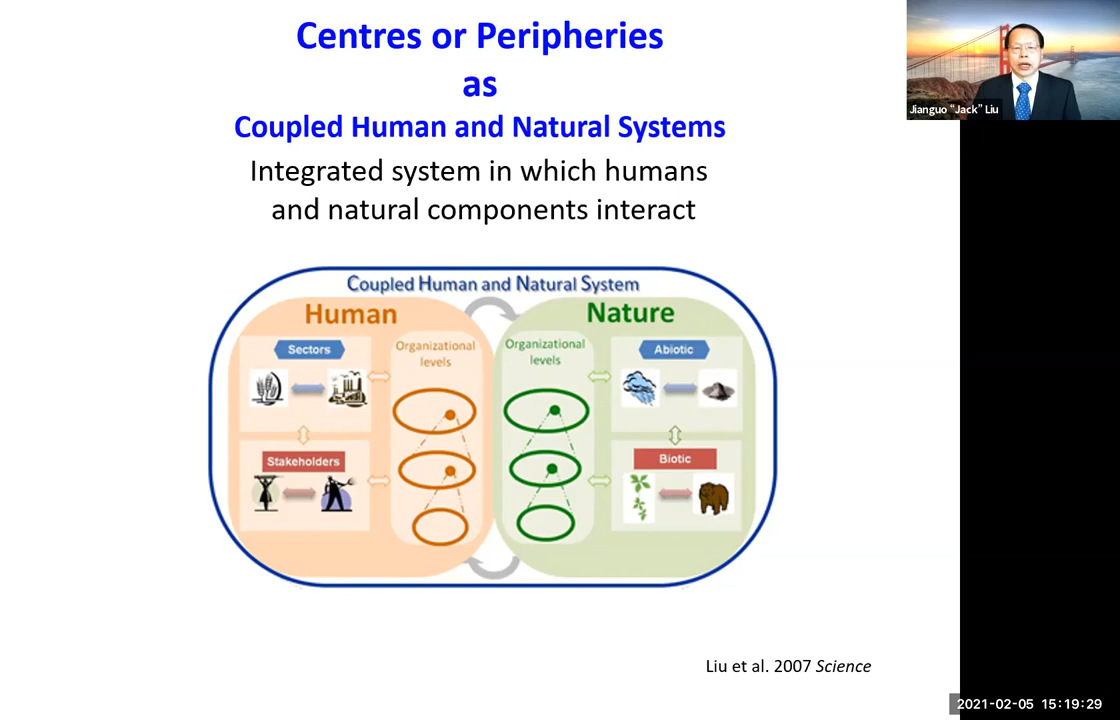 Centres or Peripheries
as
Coupled Human and Natural Systems
Integrated system in which humans
and natural components interact
Jianguo "Jack" Liu
Coupled Human and Natural System
Human
Nature
Sectors
Organizational
levels
Organizational
levels
Abiotic
Stakeholders
Biotic
Liu et al. 2007 Science
2021-02-05 15:19:29